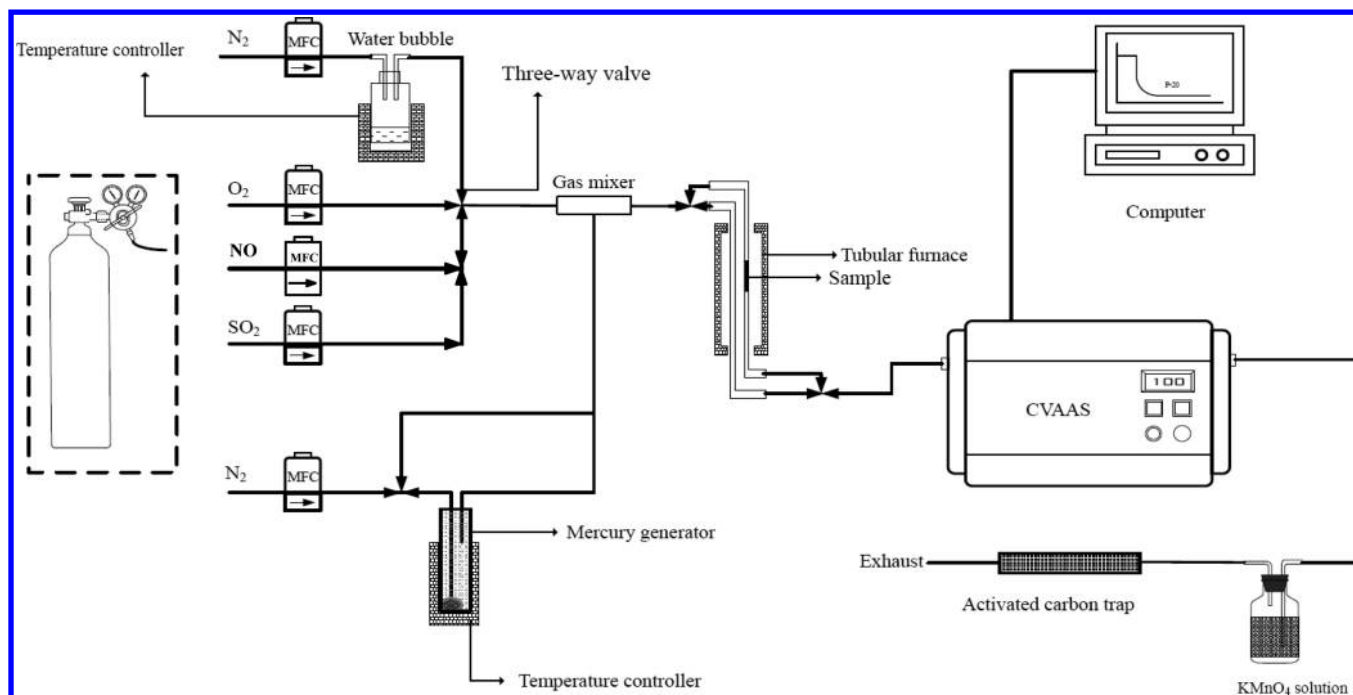 N₂
MFC
Water bubble
Temperature controller
Three-way valve
P-20
O₂
MFC
Gas mixer
Computer
NO
MFC
Tubular furnace
Sample
SO₂
MFC
100
CVAAS
N₂
MFC
Mercury generator
Exhaust
Activated carbon trap
Temperature controller
KMnO₄ solution